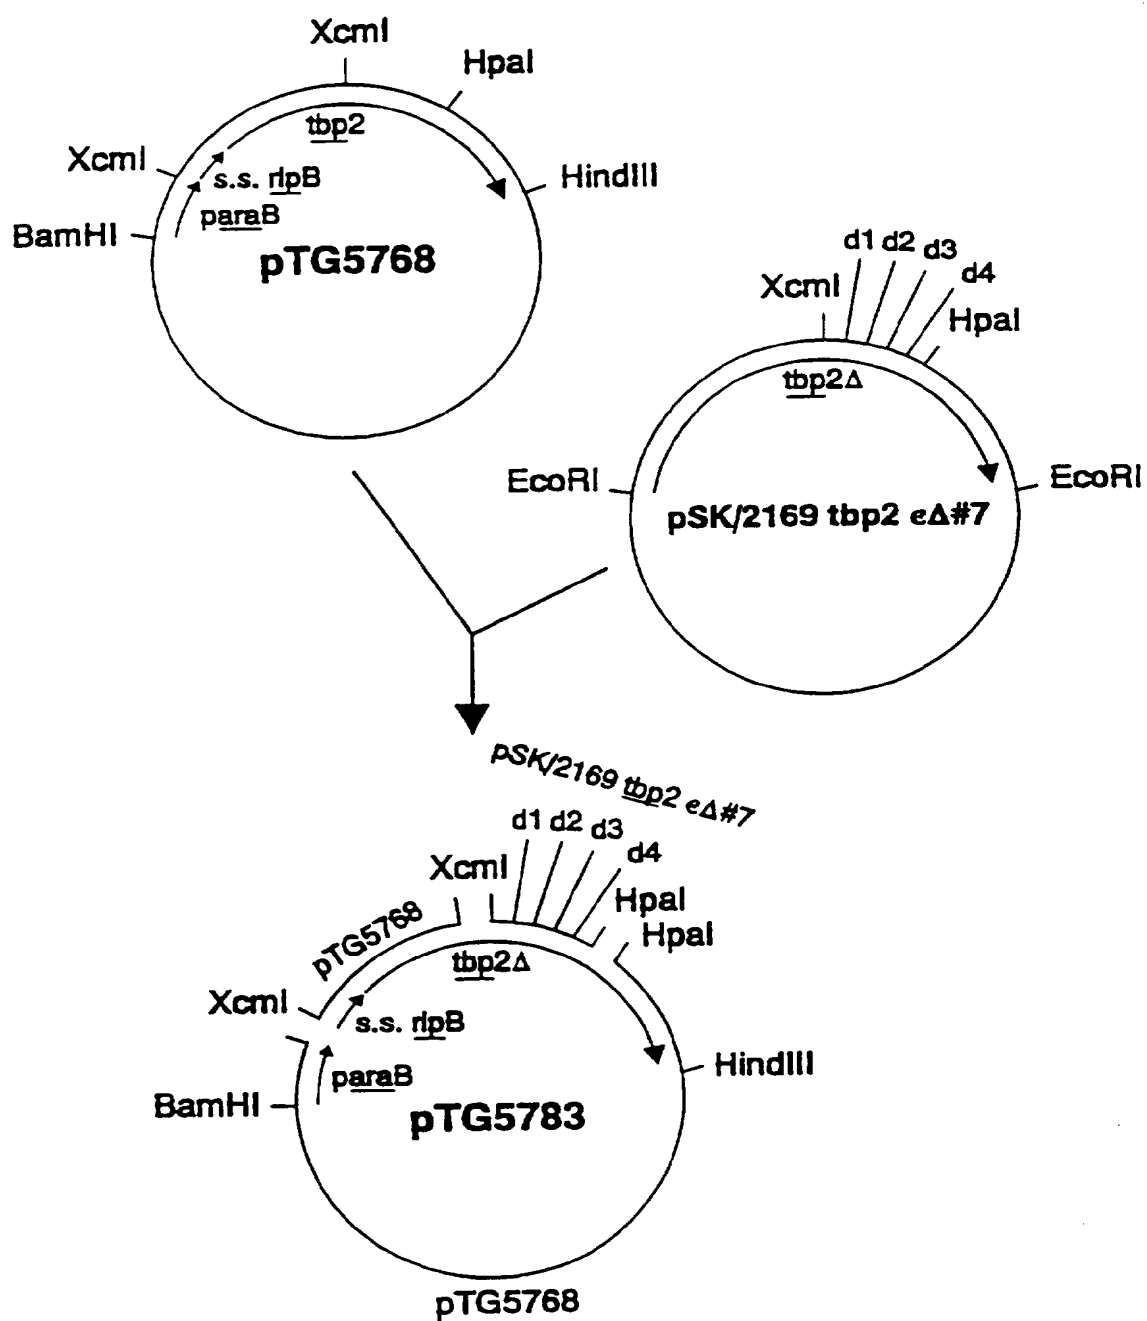 XcmI
HpaI
tbp2
XcmI
s.s. rlpB
HindIII
paraB
BamHI
pTG5768
d1 d2 d3
d4
XcmI
HpaI
tbp2Δ
EcoRI
EcoRI
pSK/2169 tbp2 eΔ#7
pSK/2169 tbp2 eΔ#7
d1 d2 d3
d4
XcmI
HpaI
HpaI
pTG5768
tbp2Δ
XcmI
s.s. rlpB
HindIII
paraB
BamHI
pTG5783
pTG5768